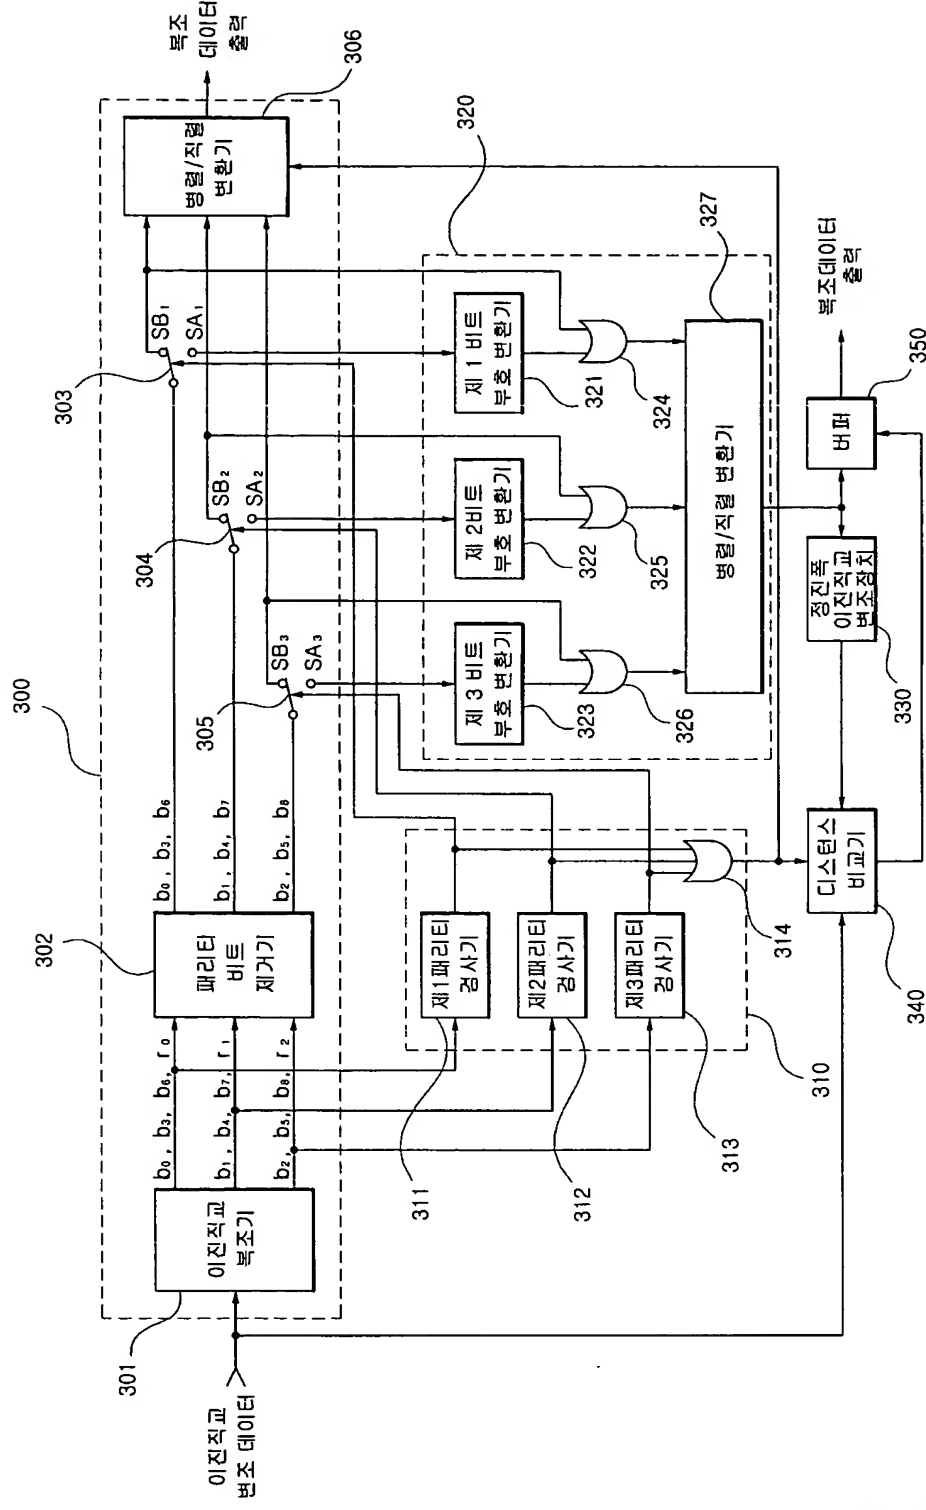 300
이진직교
변조 데이터
301
이진직교
복조기
b₀, b₃, b₆, r₀
b₁, b₄, b₇, r₁
b₂, b₅, b₈, r₂
302
패리티
비트
제거기
b₀, b₃, b₆
b₁, b₄, b₇
b₂, b₅, b₈
303
SB₁
SA₁
304
SB₂
SA₂
305
SB₃
SA₃
병렬/직렬
변환기
306
복조
데이터
출력
311
제1패리티
검사기
312
제2패리티
검사기
313
제3패리티
검사기
314
310
320
제 1 비트
부호 변환기
321
324
제 2비트
부호 변환기
322
325
제 3 비트
부호 변환기
323
326
병렬/직렬 변환기
327
디스턴스
비교기
340
정진폭
이진직교
변조장치
330
버퍼
350
복조데이터
출력